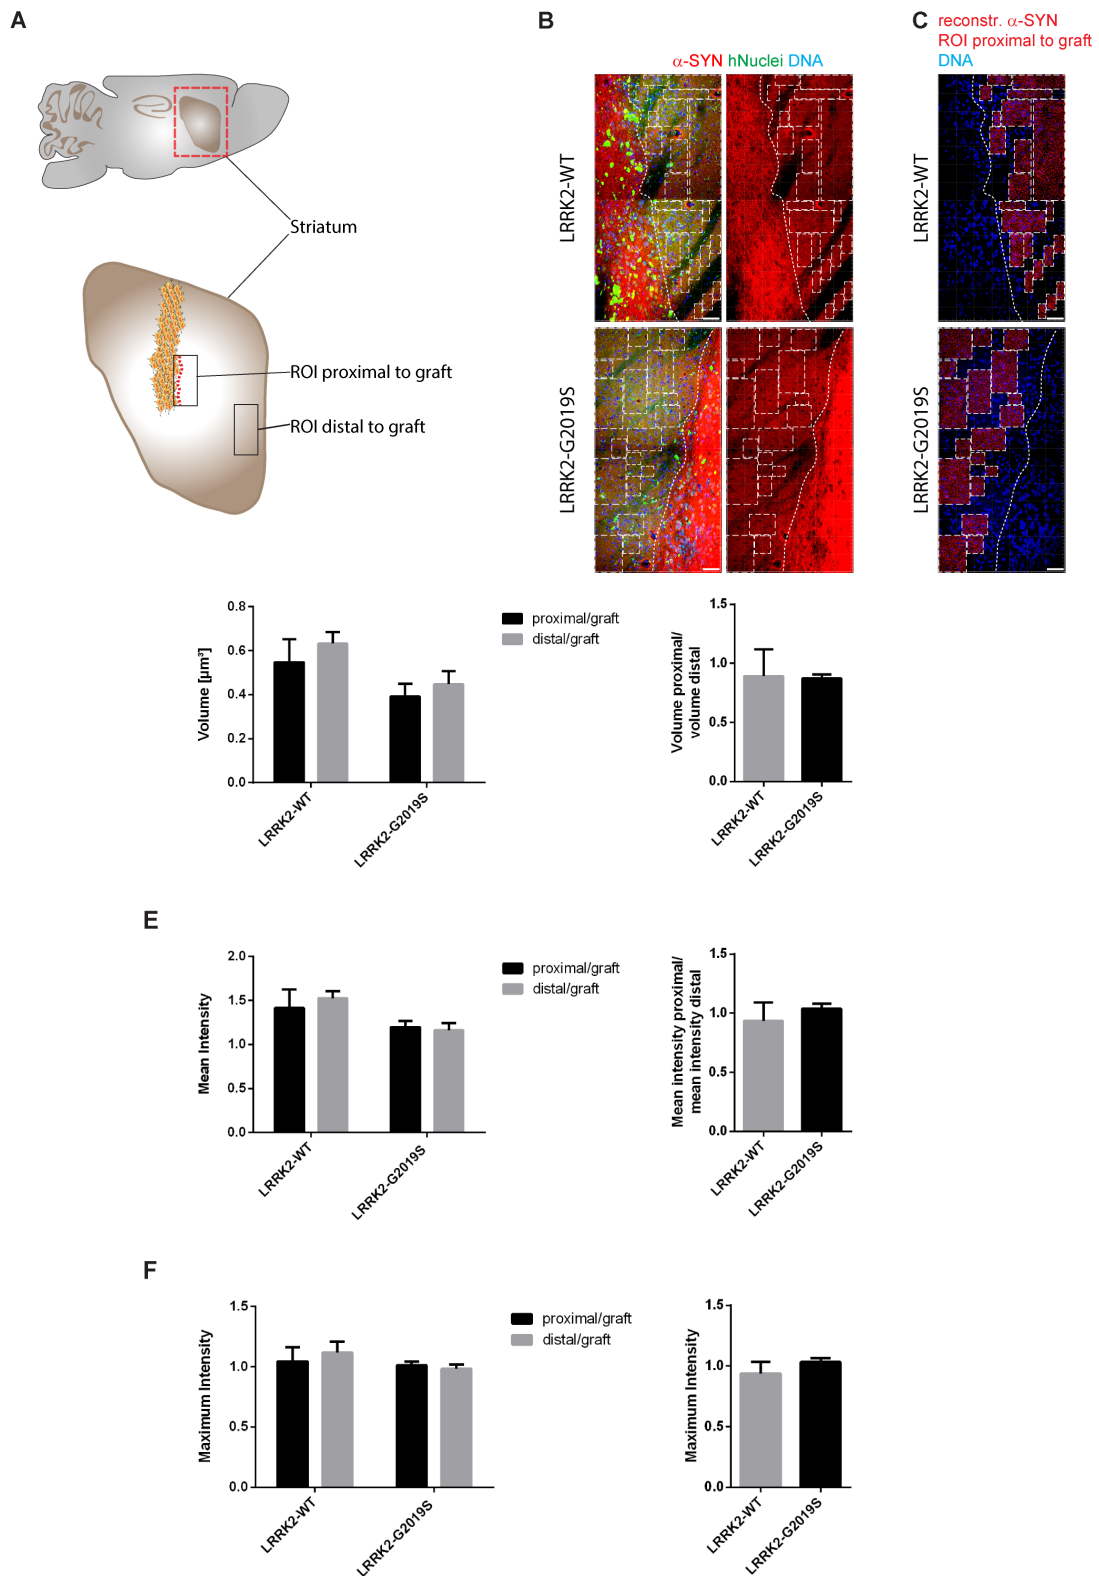 A
Striatum
ROI proximal to graft
ROI distal to graft
B
α-SYN hNuclei DNA
LRRK2-WT
LRRK2-G2019S
C
reconstr. α-SYN
ROI proximal to graft
DNA
LRRK2-WT
LRRK2-G2019S
Volume [µm³]
0.8
0.6
0.4
0.2
0.0
LRRK2-WT
LRRK2-G2019S
proximal/graft
distal/graft
Volume proximal/
volume distal
1.5
1.0
0.5
0.0
LRRK2-WT
LRRK2-G2019S
E
Mean Intensity
2.0
1.5
1.0
0.5
0.0
LRRK2-WT
LRRK2-G2019S
proximal/graft
distal/graft
Mean intensity proximal/
mean intensity distal
1.5
1.0
0.5
0.0
LRRK2-WT
LRRK2-G2019S
F
Maximum Intensity
1.5
1.0
0.5
0.0
LRRK2-WT
LRRK2-G2019S
proximal/graft
distal/graft
Maximum Intensity
1.5
1.0
0.5
0.0
LRRK2-WT
LRRK2-G2019S